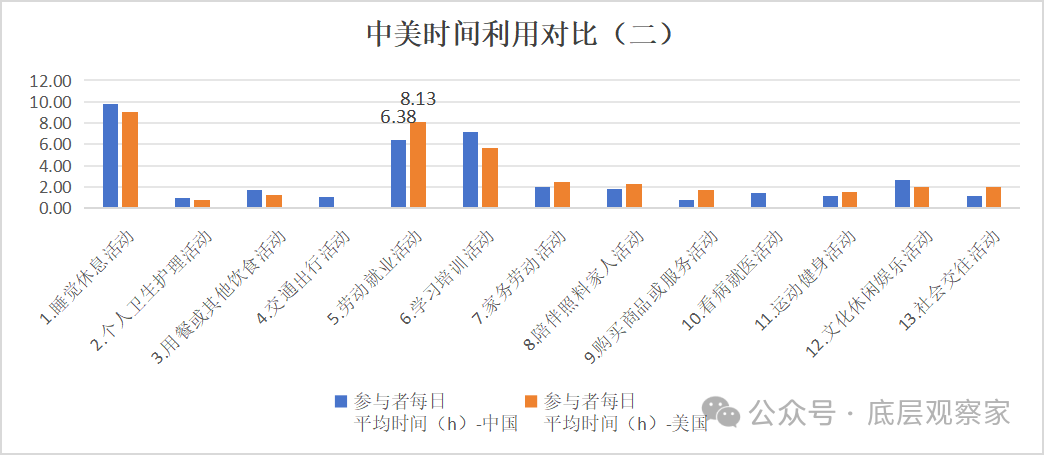 中美时间利用对比（二）
12.00
10.00
8.00
6.00
4.00
2.00
0.00
8.13
6.38
1.睡觉休息活动
2.个人卫生护理活动
3.用餐或其他饮食活动
4.交通出行活动
5.劳动就业活动
6.学习培训活动
7.家务劳动活动
8.陪伴照料家人活动
9.购买商品或服务活动
10.看病就医活动
11.运动健身活动
12.文化休闲娱乐活动
13.社会交往活动
参与者每日
平均时间（h）-中国
参与者每日
平均时间（h）-美国
公众号 · 底层观察家